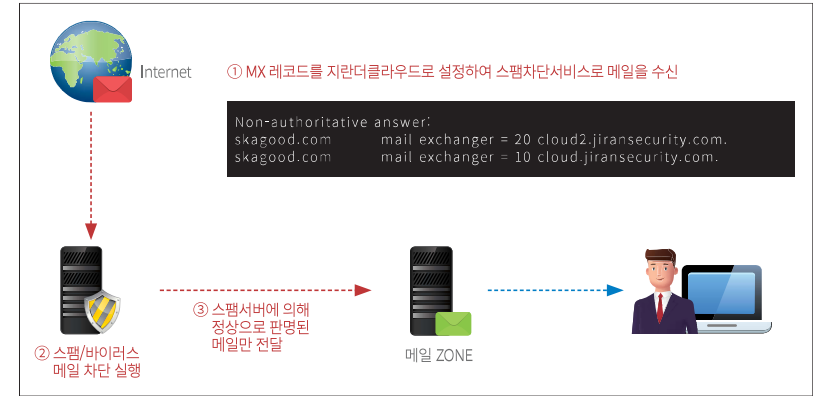 Internet
① MX 레코드를 지란더클라우드로 설정하여 스팸차단서비스로 메일을 수신
Non-authoritative answer:
skagood.com mail exchanger = 20 cloud2.jiransecurity.com.
skagood.com mail exchanger = 10 cloud.jiransecurity.com.
③ 스팸서버에 의해
정상으로 판명된
메일만 전달
② 스팸/바이러스
메일 차단 실행
메일 ZONE